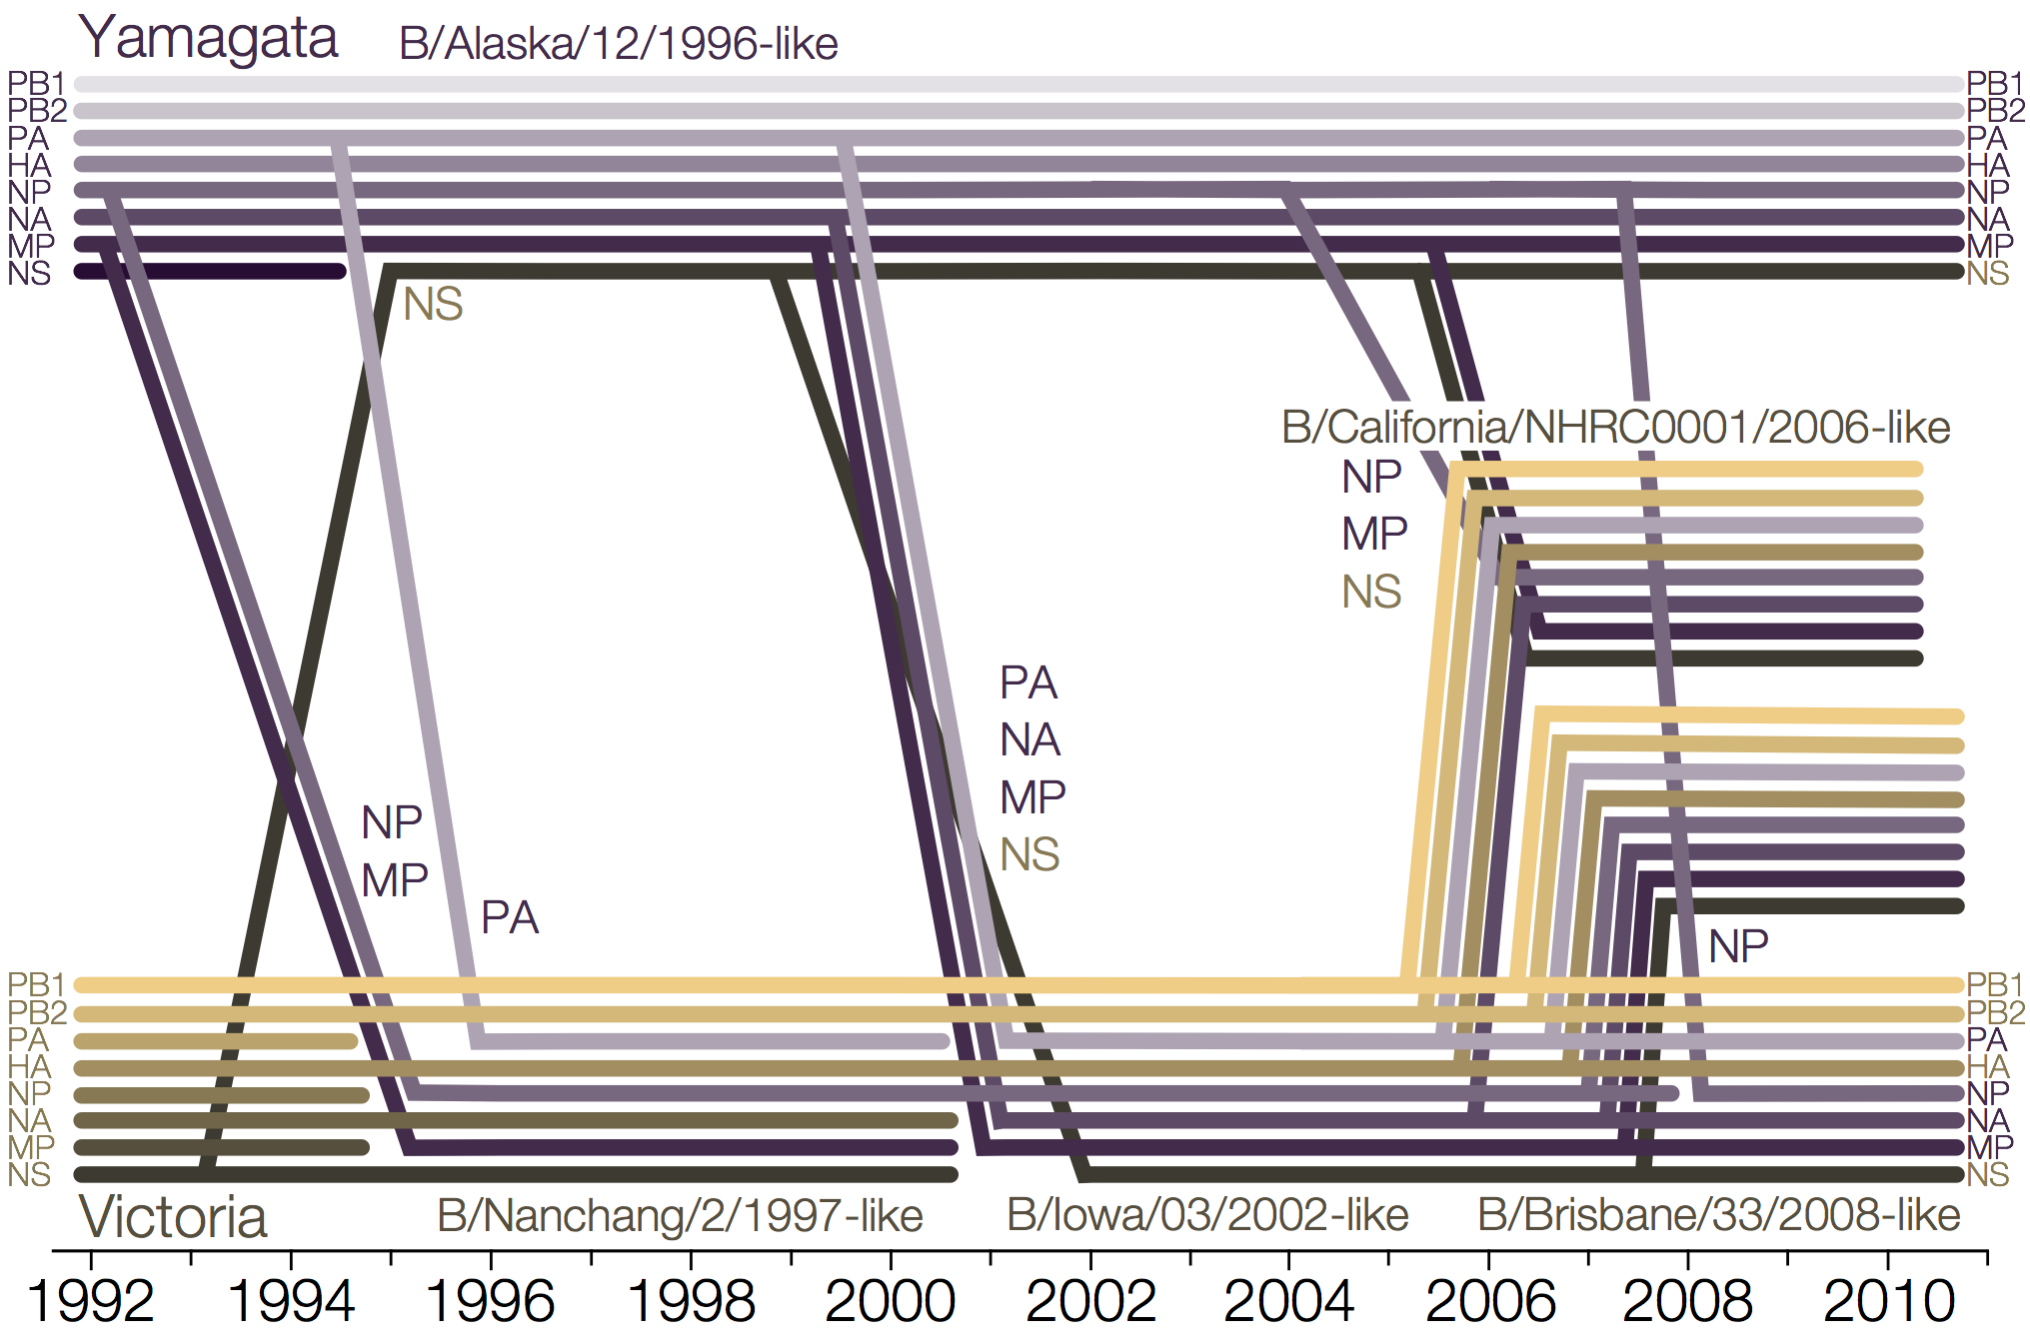 Yamagata B/Alaska/12/1996-like
PB1 PB1
PB2 PB2
PA PA
HA HA
NP NP
NA NA
MP MP
NS NS
NS
B/California/NHRC0001/2006-like
NP
MP
NS
PA
NA
MP
NS
NP
MP
PA
NP
PB1 PB1
PB2 PB2
PA PA
HA HA
NP NP
NA NA
MP MP
NS NS
Victoria B/Nanchang/2/1997-like B/Iowa/03/2002-like B/Brisbane/33/2008-like
1992 1994 1996 1998 2000 2002 2004 2006 2008 2010